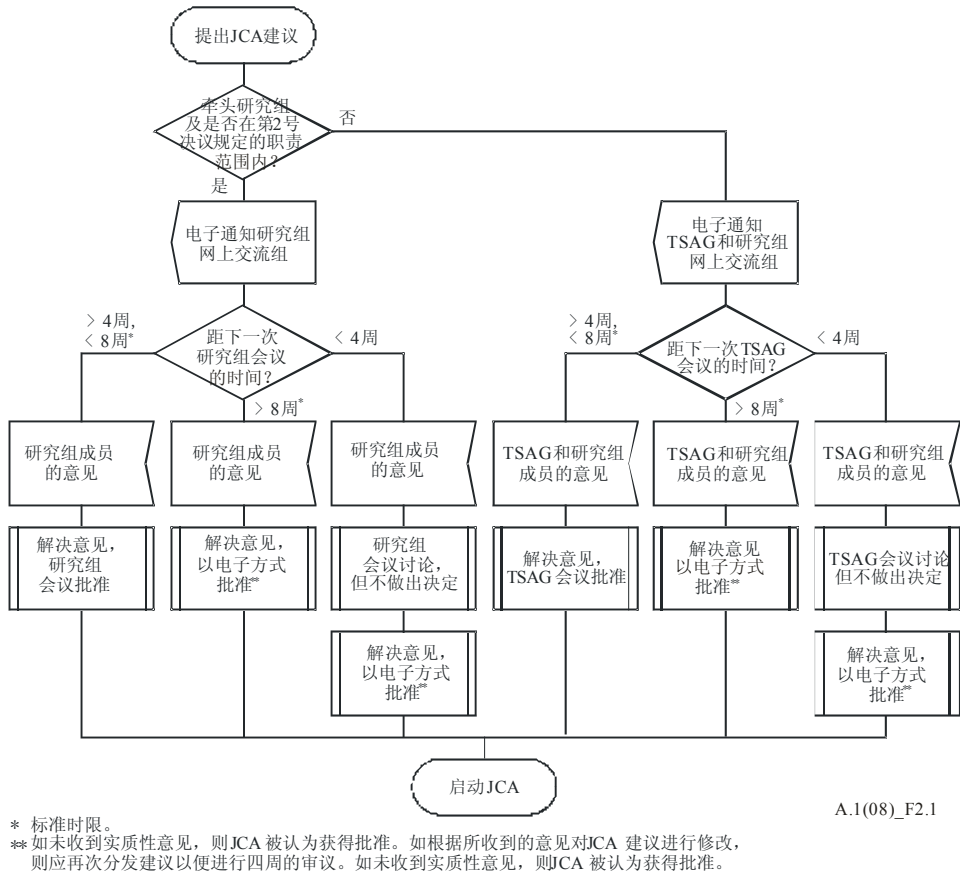 提出JCA建议
牵头研究组
及是否在第2号
决议规定的职责
范围内？
否
是
电子通知研究组
网上交流组
电子通知
TSAG和研究组
网上交流组
> 4周,
< 8周*
距下一次
研究组会议
的时间？
< 4周
> 8周*
> 4周,
< 8周*
距下一次TSAG
会议的时间？
< 4周
> 8周*
研究组成员
的意见
研究组成员
的意见
研究组成员
的意见
TSAG和研究组
成员的意见
TSAG和研究组
成员的意见
TSAG和研究组
成员的意见
解决意见，
研究组
会议批准
解决意见，
以电子方式
批准**
研究组
会议讨论，
但不做出决定
解决意见，
TSAG会议批准
解决意见
以电子方式
批准**
TSAG会议讨论
但不做出决定
解决意见，
以电子方式
批准**
解决意见，
以电子方式
批准**
启动JCA
A.1(08)_F2.1
* 标准时限。
** 如未收到实质性意见，则JCA 被认为获得批准。如根据所收到的意见对JCA 建议进行修改，
则应再次分发建议以便进行四周的审议。如未收到实质性意见，则JCA 被认为获得批准。